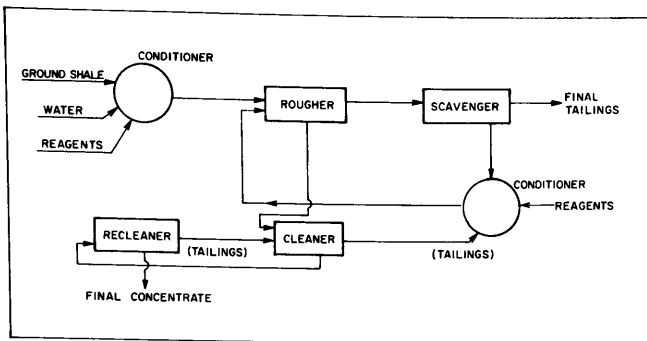 CONDITIONER
GROUND SHALE
WATER
REAGENTS
ROUGHER
SCAVENGER
FINAL
TAILINGS
CONDITIONER
REAGENTS
RECLEANER
(TAILINGS)
CLEANER
(TAILINGS)
FINAL CONCENTRATE